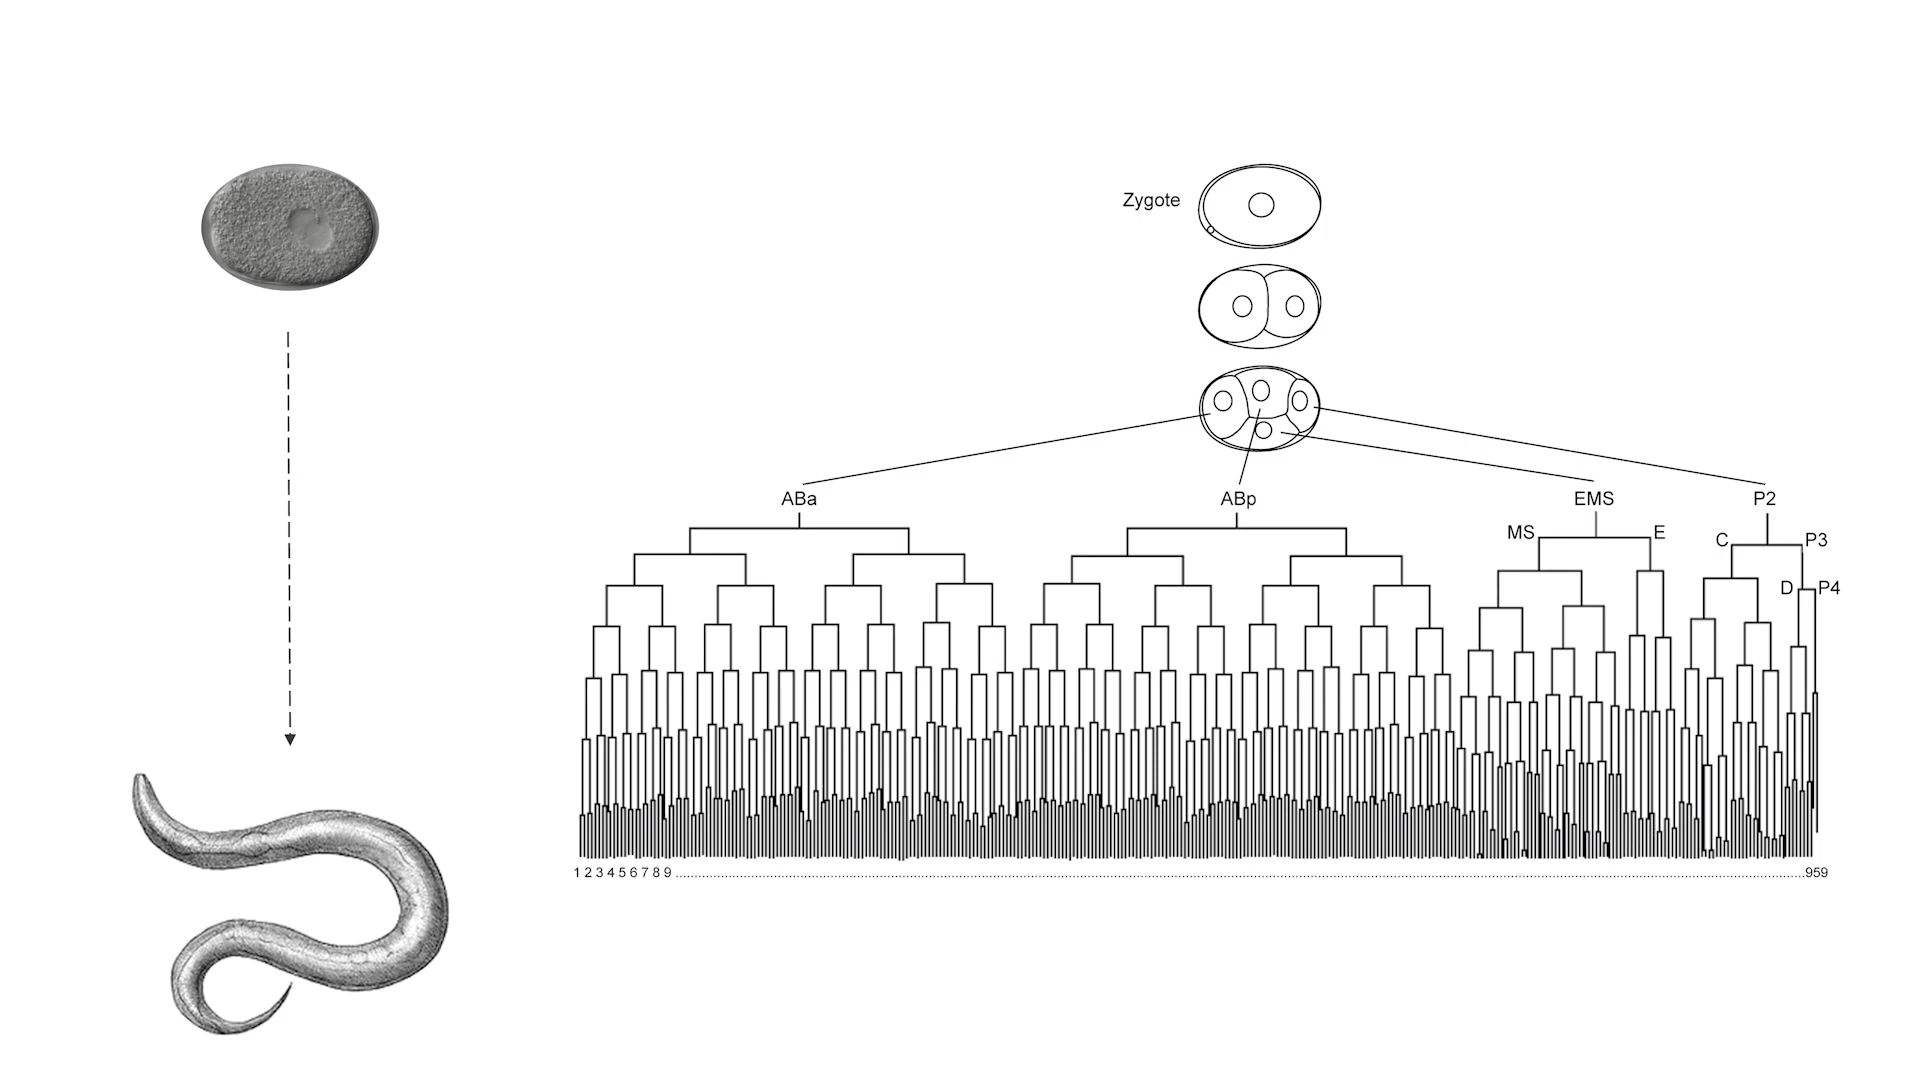 Zygote
ABa
ABp
EMS
P2
MS
E
C
P3
D
P4
1 2 3 4 5 6 7 8 9 ........................959